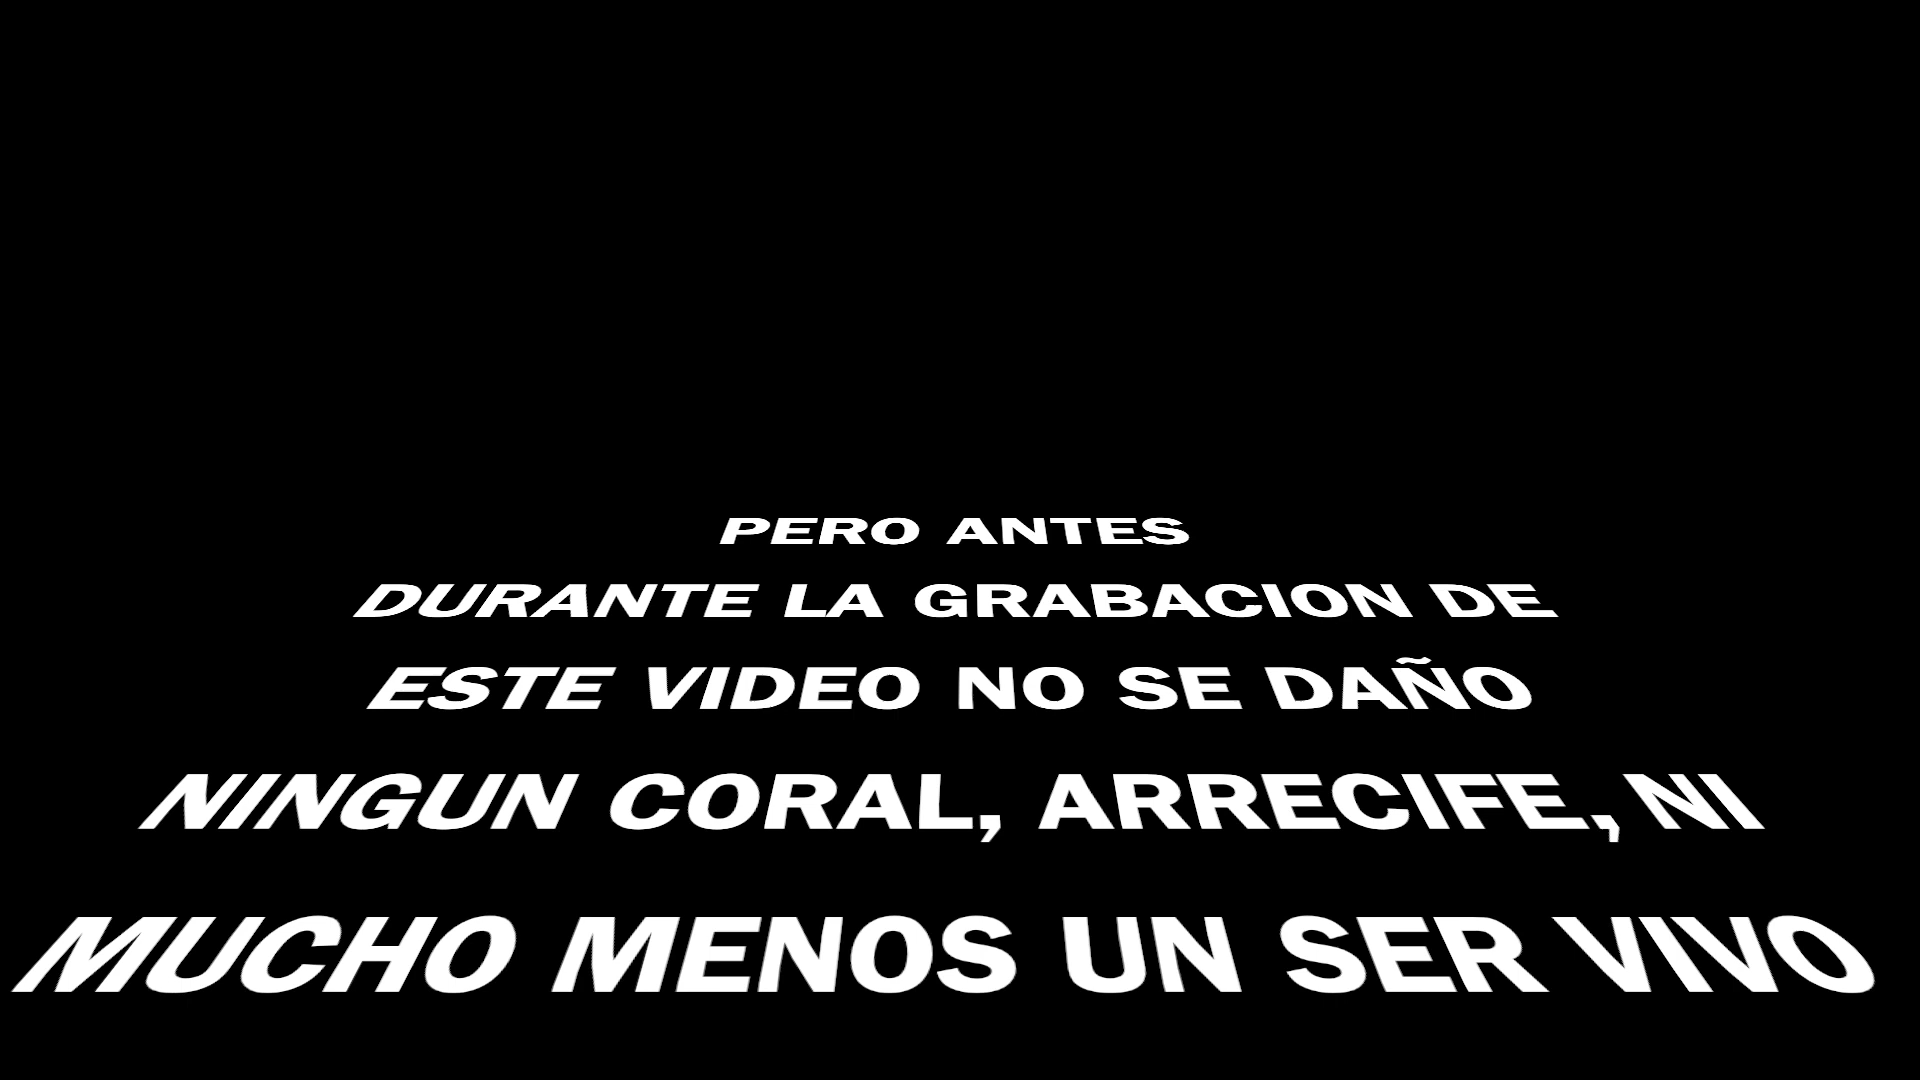 PERO ANTES
DURANTE LA GRABACION DE
ESTE VIDEO NO SE DAÑO
NINGUN CORAL, ARRECIFE, NI
MUCHO MENOS UN SER VIVO